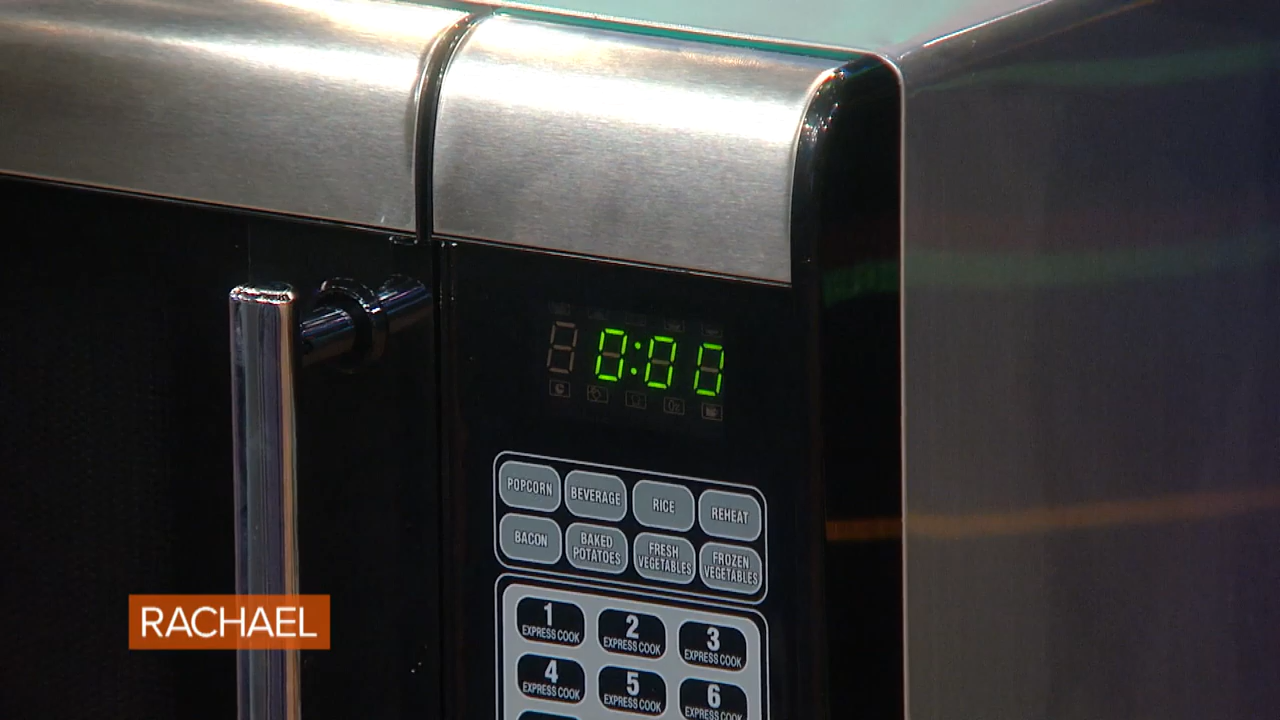 0:00
POPCORN
BEVERAGE
RICE
REHEAT
BACON
BAKED
POTATOES
FRESH
VEGETABLES
FROZEN
VEGETABLES
1
EXPRESS COOK
2
EXPRESS COOK
3
EXPRESS COOK
4
EXPRESS COOK
5
EXPRESS COOK
6
EXPRESS COOK
RACHAEL